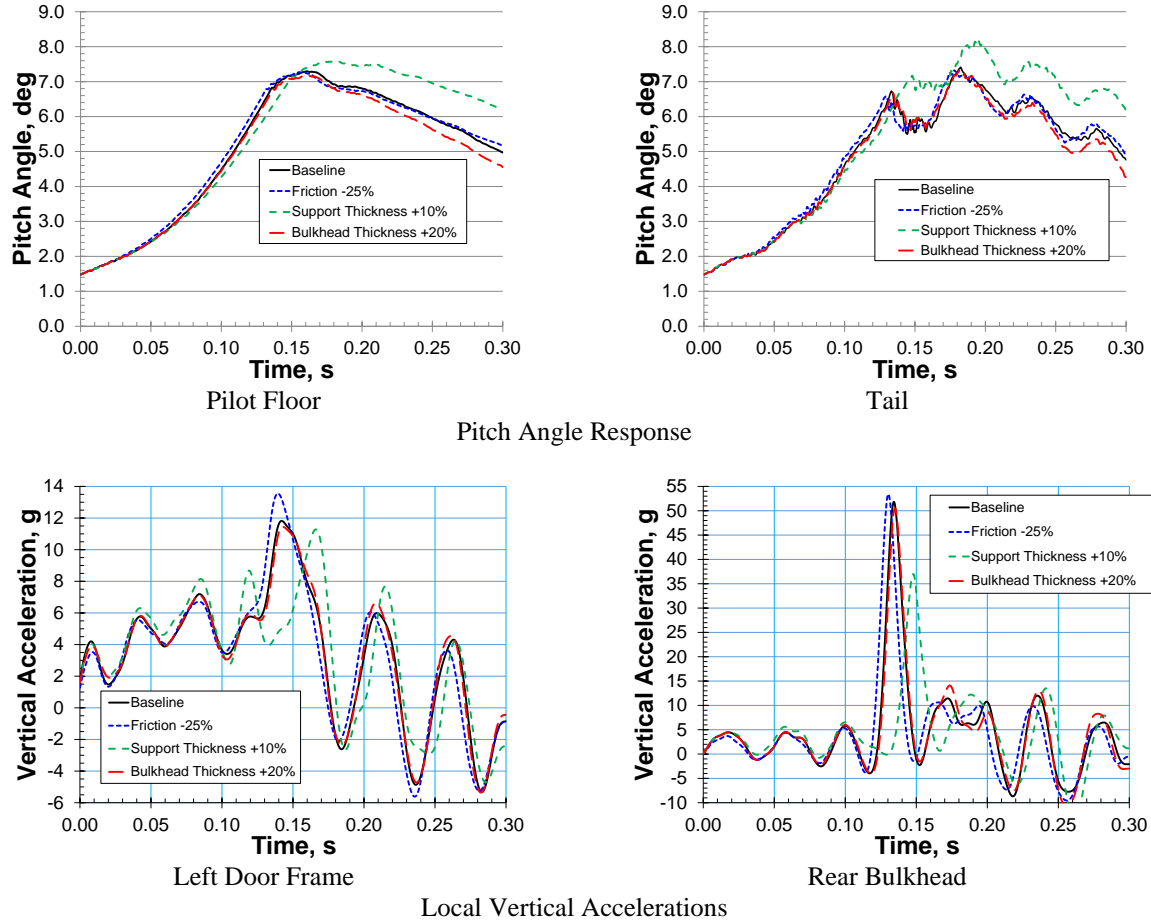 9.0
8.0
7.0
6.0
5.0
4.0
3.0
2.0
1.0
0.0
Pitch Angle, deg
Baseline
Friction -25%
Support Thickness +10%
Bulkhead Thickness +20%
0.00 0.05 0.10 0.15 0.20 0.25 0.30
Time, s
Pilot Floor
9.0
8.0
7.0
6.0
5.0
4.0
3.0
2.0
1.0
0.0
Pitch Angle, deg
Baseline
Friction -25%
Support Thickness +10%
Bulkhead Thickness +20%
0.00 0.05 0.10 0.15 0.20 0.25 0.30
Time, s
Tail
Pitch Angle Response
14
12
10
8
6
4
2
0
-2
-4
-6
Vertical Acceleration, g
Baseline
Friction -25%
Support Thickness +10%
Bulkhead Thickness +20%
0.00 0.05 0.10 0.15 0.20 0.25 0.30
Time, s
Left Door Frame
55
50
45
40
35
30
25
20
15
10
5
0
-5
-10
Vertical Acceleration, g
Baseline
Friction -25%
Support Thickness +10%
Bulkhead Thickness +20%
0.00 0.05 0.10 0.15 0.20 0.25 0.30
Time, s
Rear Bulkhead
Local Vertical Accelerations